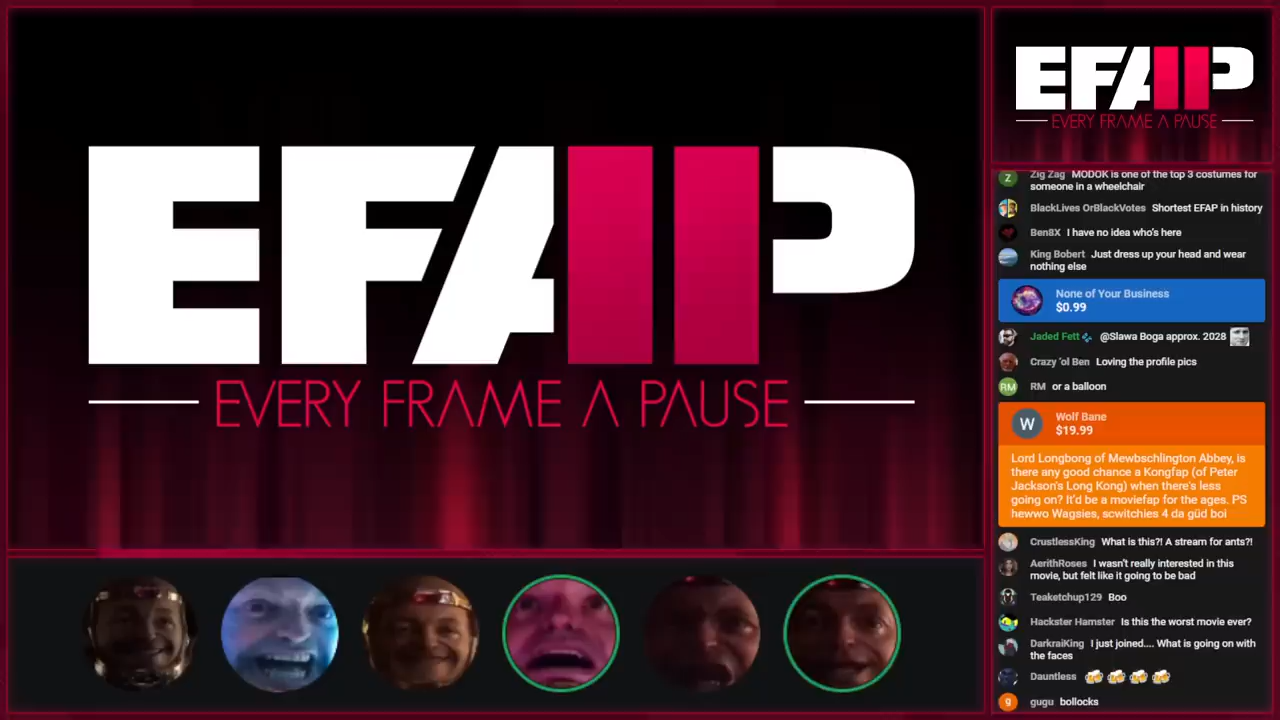 EFAP
EVERY FRAME A PAUSE
EFAP
EVERY FRAME A PAUSE
Z
Zig Zag MODOK is one of the top 3 costumes for
someone in a wheelchair
BlackLives OrBlackVotes Shortest EFAP in history
Ben8X I have no idea who's here
King Bobert Just dress up your head and wear
nothing else
None of Your Business
$0.99
Jaded Fett @Slawa Boga approx. 2028
Crazy 'ol Ben Loving the profile pics
RM RM or a balloon
W
Wolf Bane
$19.99
Lord Longbong of Mewbschlington Abbey, is
there any good chance a Kongfap (of Peter
Jackson's Long Kong) when there's less
going on? It'd be a moviefap for the ages. PS
hewwo Wagsies, scwitchies 4 da güd boi
CrustlessKing What is this?! A stream for ants?!
AerithRoses I wasn't really interested in this
movie, but felt like it going to be bad
Teaketchup129 Boo
Hackster Hamster Is this the worst movie ever?
DarkraiKing I just joined.... What is going on with
the faces
Dauntless 🍻 🍻 🍻 🍻
g gugu bollocks